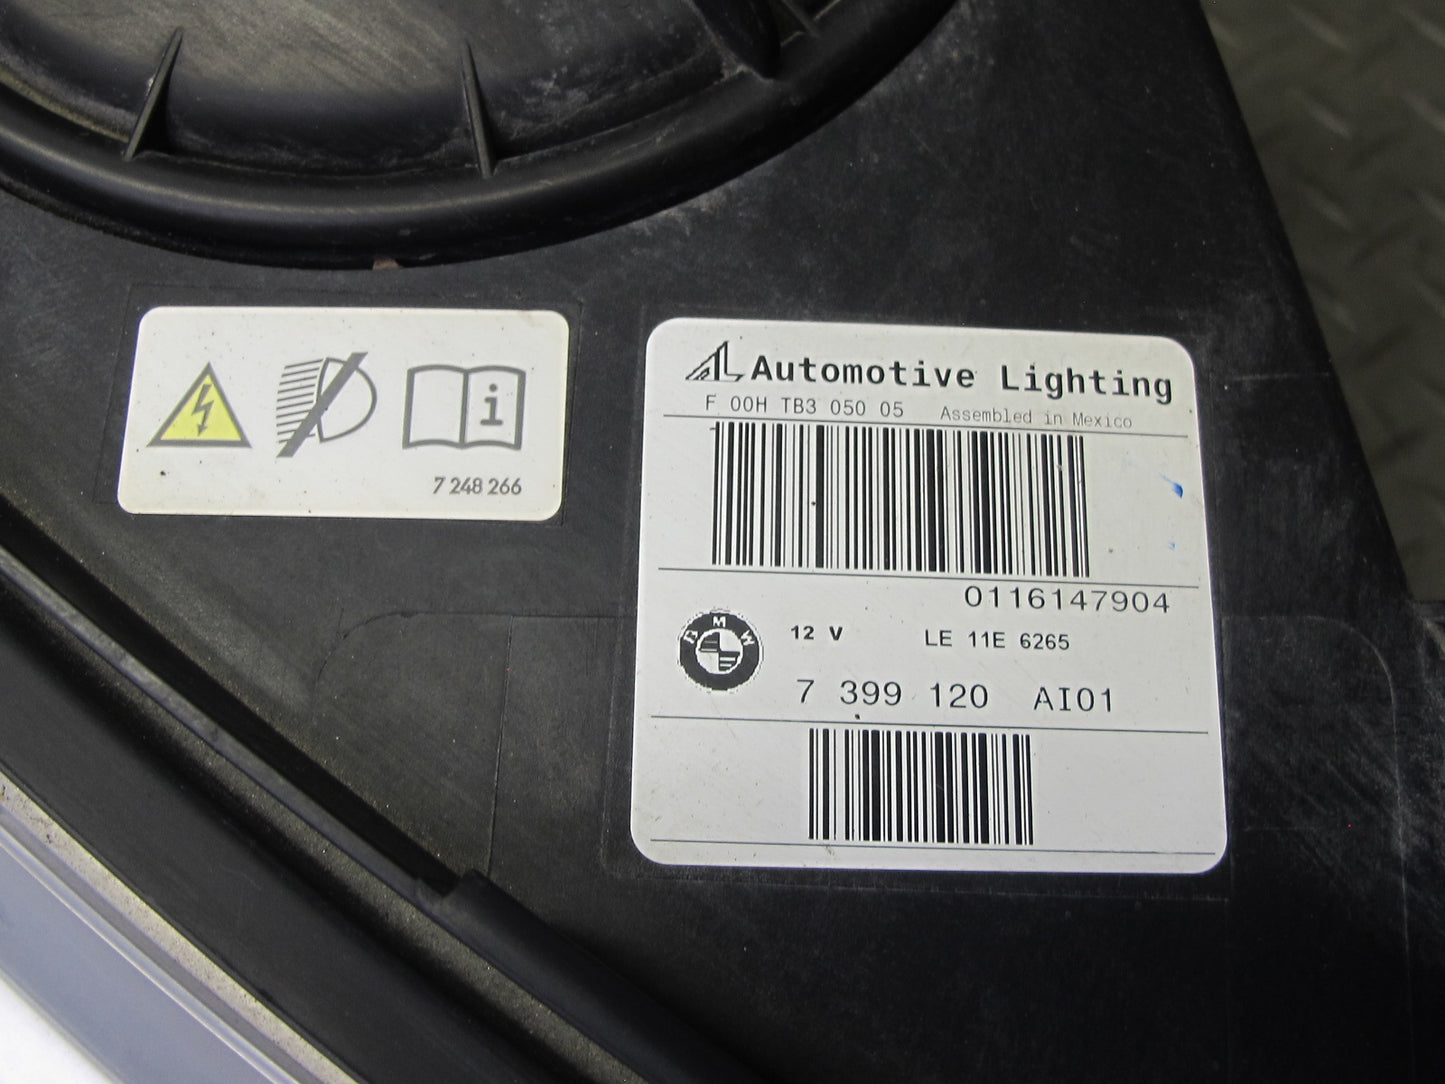 i
7 248 266
AL Automotive Lighting
F 00H TB3 050 05 Assembled in Mexico
0116147904
BMW
12 V LE 11E 6265
7 399 120 AI01